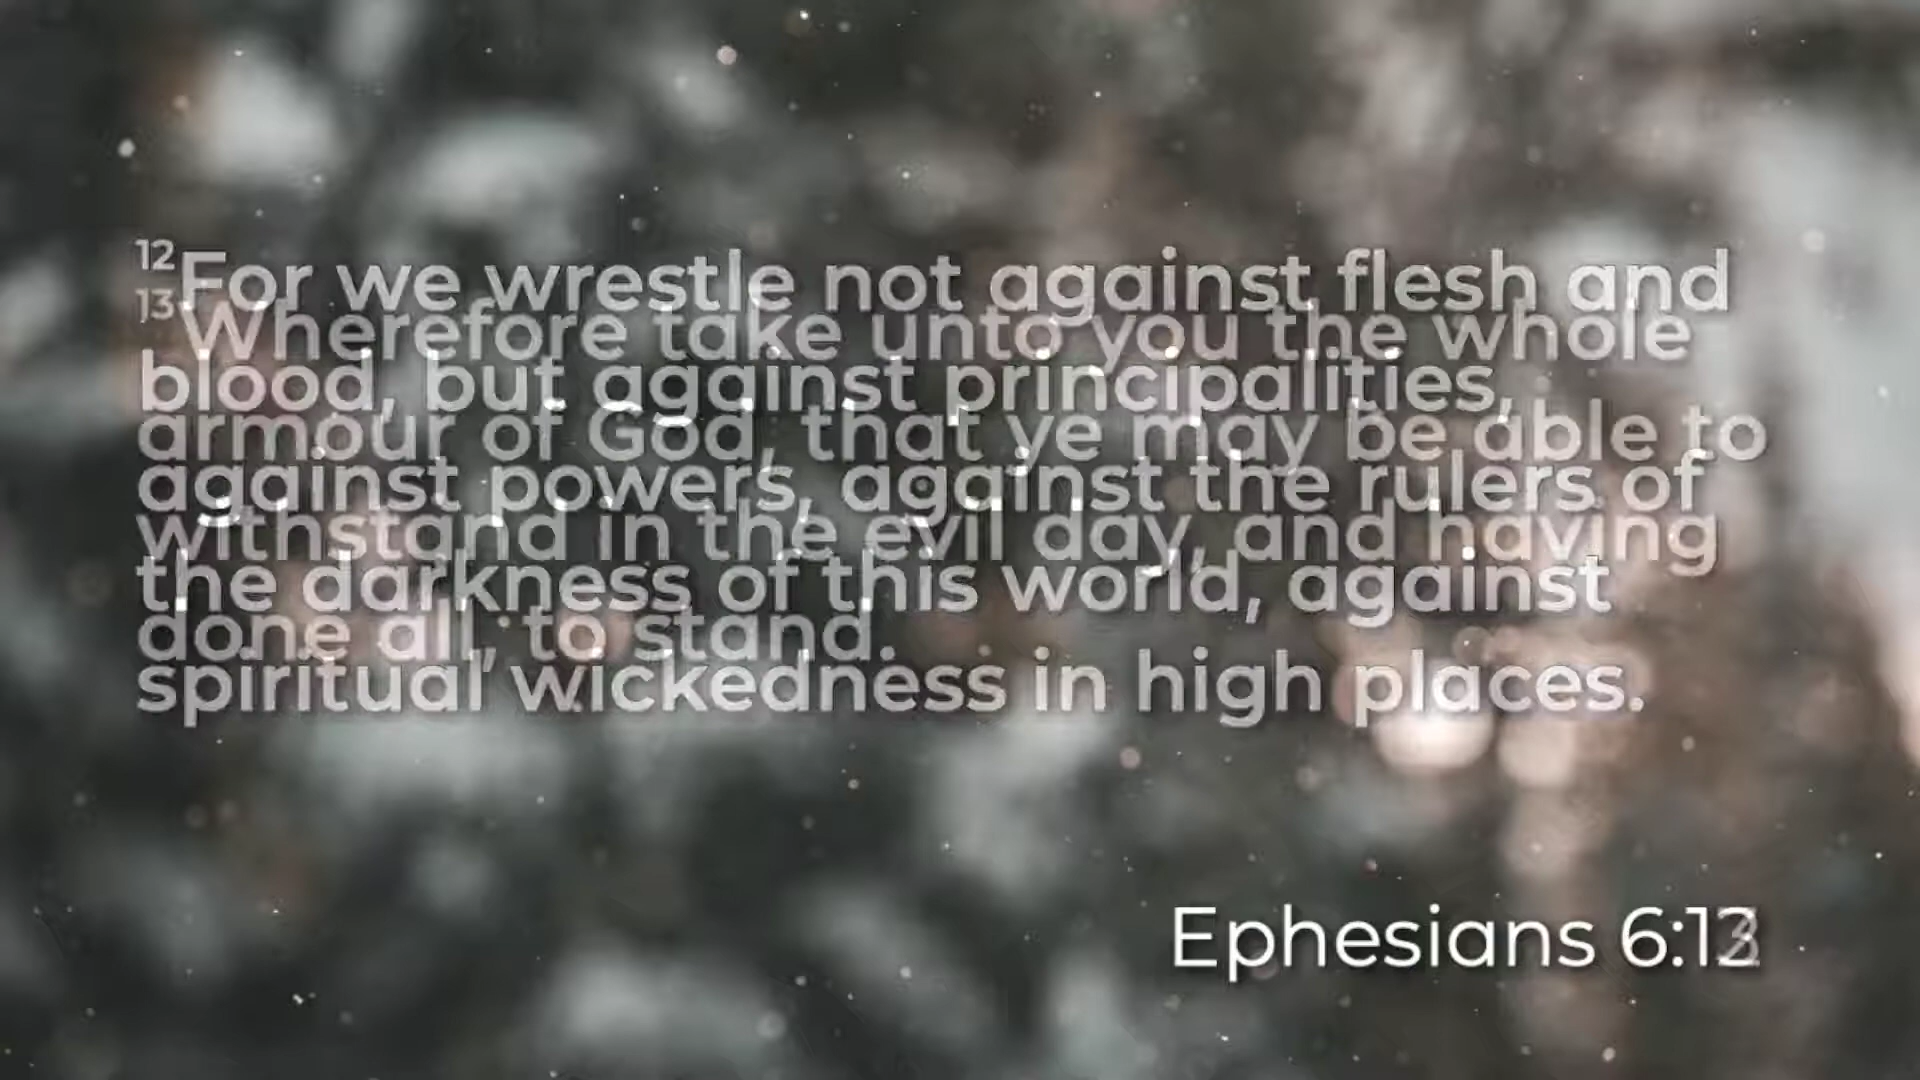 12 For we wrestle not against flesh and
13 Wherefore take unto you the whole
blood, but against principalities,
armour of God, that ye may be able to
against powers, against the rulers of
withstand in the evil day, and having
the darkness of this world, against
done all, to stand.
spiritual wickedness in high places.
Ephesians 6:12